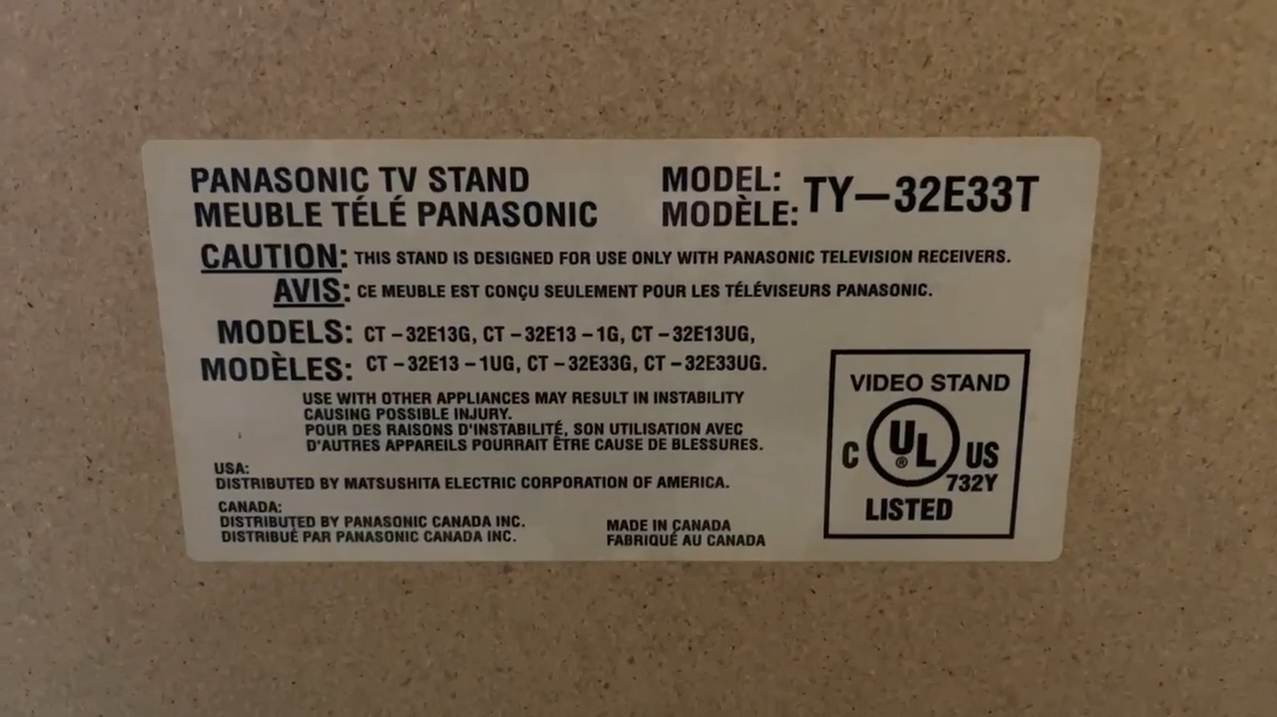 PANASONIC TV STAND
MEUBLE TÉLÉ PANASONIC
MODEL:
MODÈLE:
TY–32E33T
CAUTION: THIS STAND IS DESIGNED FOR USE ONLY WITH PANASONIC TELEVISION RECEIVERS.
AVIS: CE MEUBLE EST CONÇU SEULEMENT POUR LES TÉLÉVISEURS PANASONIC.
MODELS: CT – 32E13G, CT – 32E13 – 1G, CT – 32E13UG,
MODÈLES: CT – 32E13 – 1UG, CT – 32E33G, CT – 32E33UG.
USE WITH OTHER APPLIANCES MAY RESULT IN INSTABILITY
CAUSING POSSIBLE INJURY.
POUR DES RAISONS D'INSTABILITÉ, SON UTILISATION AVEC
D'AUTRES APPAREILS POURRAIT ÊTRE CAUSE DE BLESSURES.
USA:
DISTRIBUTED BY MATSUSHITA ELECTRIC CORPORATION OF AMERICA.
CANADA:
DISTRIBUTED BY PANASONIC CANADA INC.
DISTRIBUÉ PAR PANASONIC CANADA INC.
MADE IN CANADA
FABRIQUÉ AU CANADA
VIDEO STAND
C UL® US
732Y
LISTED